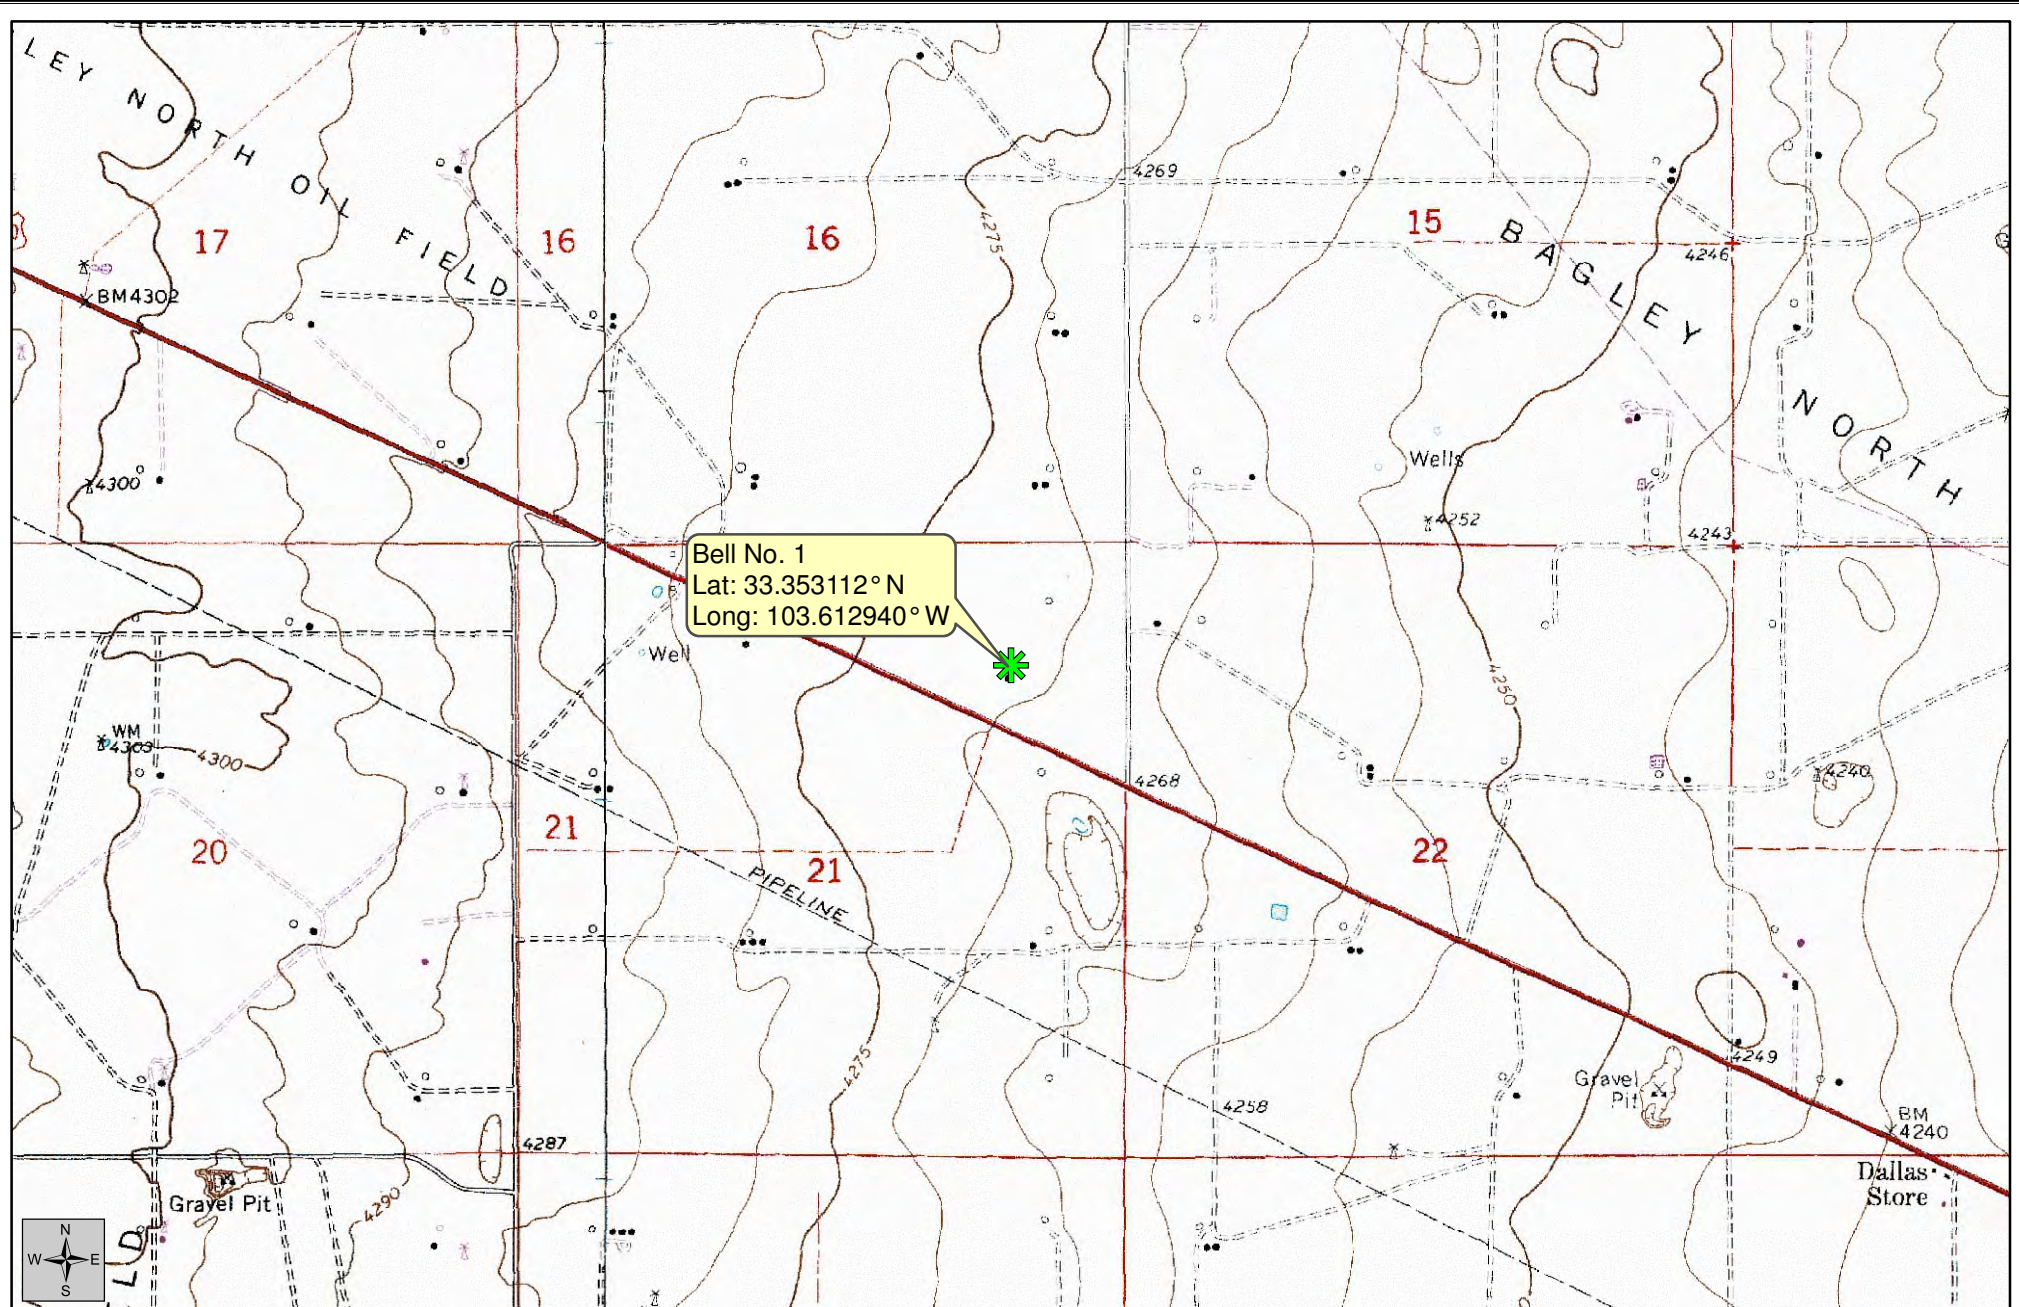 LEY NORTH OIL FIELD
17
16
16
4275
4269
15
BAGLEY NORTH
4246
BM4302
4300
Wells
4252
4243
Bell No. 1
Lat: 33.353112° N
Long: 103.612940° W
Well
4250
WM
4303
4300
4268
4240
20
21
21
22
PIPELINE
4275
4249
Gravel
Pit
4258
BM
4240
4287
Dallas
Store
Gravel Pit
4290
N
W E
S
LD